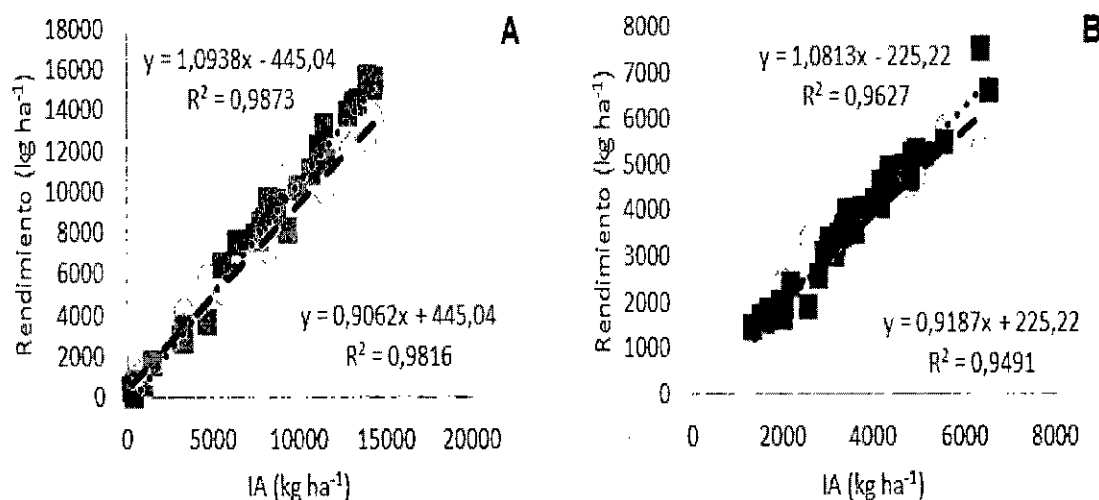 A
Rendimiento (kg ha⁻¹)
18000
16000
14000
12000
10000
8000
6000
4000
2000
0
y = 1,0938x - 445,04
R² = 0,9873
y = 0,9062x + 445,04
R² = 0,9816
0 5000 10000 15000 20000
IA (kg ha⁻¹)
B
Rendimiento (kg ha⁻¹)
8000
7000
6000
5000
4000
3000
2000
1000
0
y = 1,0813x - 225,22
R² = 0,9627
y = 0,9187x + 225,22
R² = 0,9491
0 2000 4000 6000 8000
IA (kg ha⁻¹)